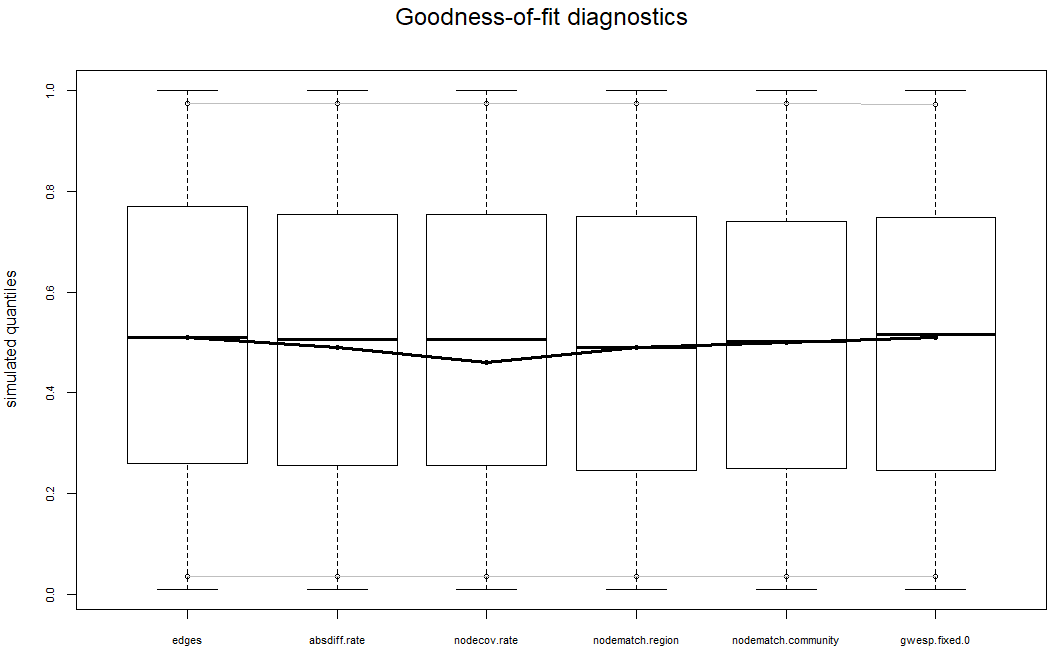 Goodness-of-fit diagnostics
simulated quantiles
1.0
0.8
0.6
0.4
0.2
0.0
edges absdiff.rate nodecov.rate nodematch.region nodematch.community gwesp.fixed.0